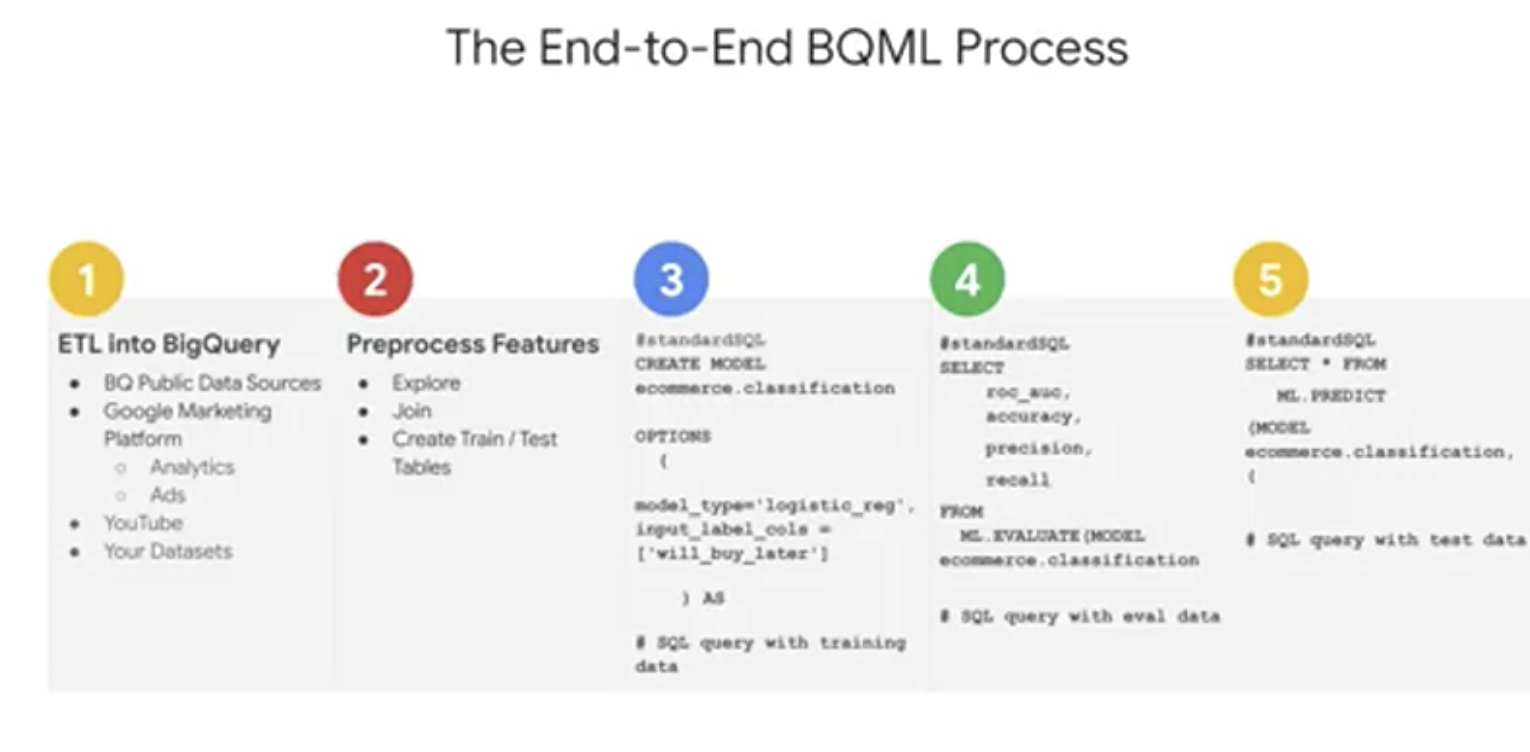 The End-to-End BQML Process
1
ETL into BigQuery
• BQ Public Data Sources
• Google Marketing
Platform
○ Analytics
○ Ads
• YouTube
• Your Datasets
2
Preprocess Features
• Explore
• Join
• Create Train / Test
Tables
3
#standardSQL
CREATE MODEL
ecommerce.classification
OPTIONS
(
model_type='logistic_reg',
input_label_cols =
['will_buy_later']
) AS
# SQL query with training
data
4
#standardSQL
SELECT
roc_auc,
accuracy,
precision,
recall
FROM
ML.EVALUATE(MODEL
ecommerce.classification
# SQL query with eval data
5
#standardSQL
SELECT * FROM
ML.PREDICT
(MODEL
ecommerce.classification,
(
# SQL query with test data